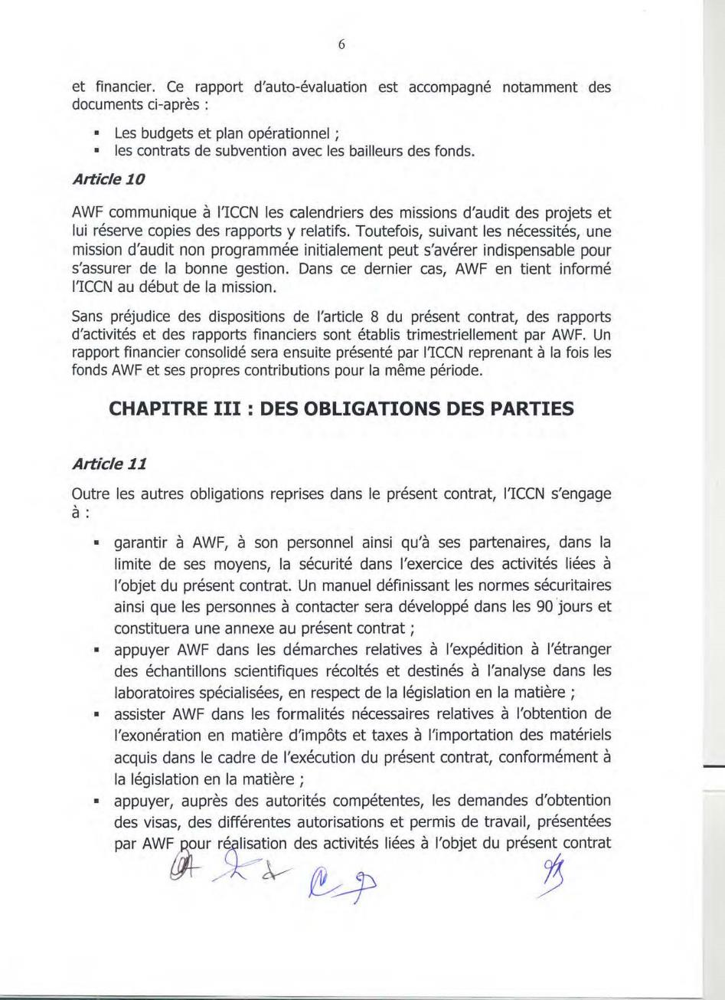 6
et financier. Ce rapport d'auto-évaluation est accompagné notamment des
documents ci-après :
▪ Les budgets et plan opérationnel ;
▪ les contrats de subvention avec les bailleurs des fonds.
Article 10
AWF communique à l'ICCN les calendriers des missions d'audit des projets et
lui réserve copies des rapports y relatifs. Toutefois, suivant les nécessités, une
mission d'audit non programmée initialement peut s'avérer indispensable pour
s'assurer de la bonne gestion. Dans ce dernier cas, AWF en tient informé
l'ICCN au début de la mission.
Sans préjudice des dispositions de l'article 8 du présent contrat, des rapports
d'activités et des rapports financiers sont établis trimestriellement par AWF. Un
rapport financier consolidé sera ensuite présenté par l'ICCN reprenant à la fois les
fonds AWF et ses propres contributions pour la même période.
CHAPITRE III : DES OBLIGATIONS DES PARTIES
Article 11
Outre les autres obligations reprises dans le présent contrat, l'ICCN s'engage
à :
▪ garantir à AWF, à son personnel ainsi qu'à ses partenaires, dans la
limite de ses moyens, la sécurité dans l'exercice des activités liées à
l'objet du présent contrat. Un manuel définissant les normes sécuritaires
ainsi que les personnes à contacter sera développé dans les 90 jours et
constituera une annexe au présent contrat ;
▪ appuyer AWF dans les démarches relatives à l'expédition à l'étranger
des échantillons scientifiques récoltés et destinés à l'analyse dans les
laboratoires spécialisées, en respect de la législation en la matière ;
▪ assister AWF dans les formalités nécessaires relatives à l'obtention de
l'exonération en matière d'impôts et taxes à l'importation des matériels
acquis dans le cadre de l'exécution du présent contrat, conformément à
la législation en la matière ;
▪ appuyer, auprès des autorités compétentes, les demandes d'obtention
des visas, des différentes autorisations et permis de travail, présentées
par AWF pour réalisation des activités liées à l'objet du présent contrat